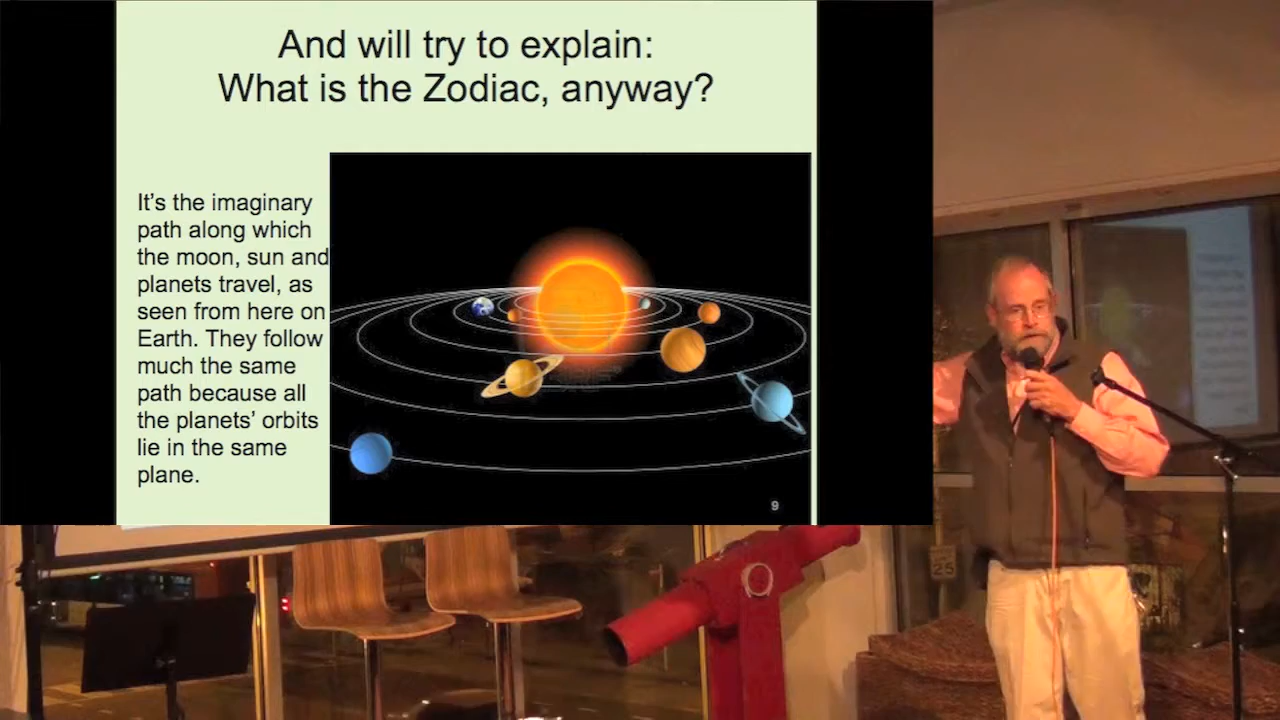 And will try to explain:
What is the Zodiac, anyway?
It's the imaginary
path along which
the moon, sun and
planets travel, as
seen from here on
Earth. They follow
much the same
path because all
the planets' orbits
lie in the same
plane.
9
25